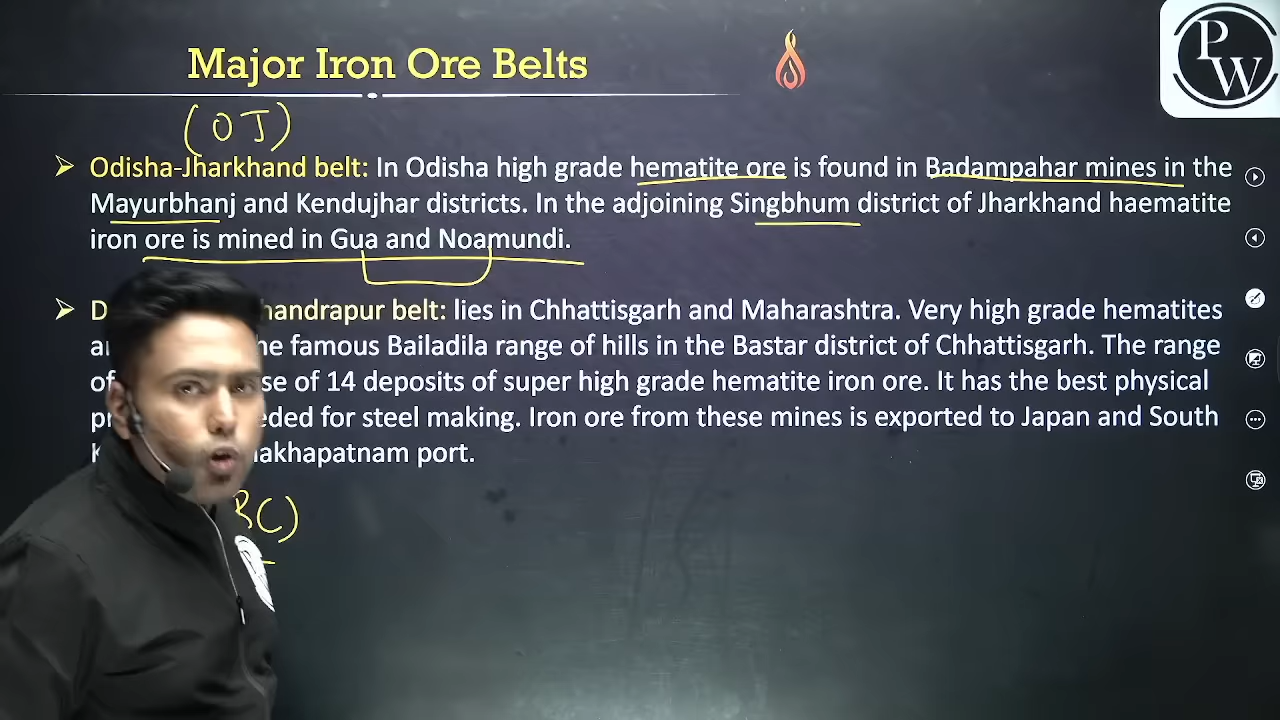 PW
Major Iron Ore Belts
(OJ)
Odisha-Jharkhand belt: In Odisha high grade hematite ore is found in Badampahar mines in the
Mayurbhanj and Kendujhar districts. In the adjoining Singbhum district of Jharkhand haematite
iron ore is mined in Gua and Noamundi.
handrapur belt: lies in Chhattisgarh and Maharashtra. Very high grade hematites
he famous Bailadila range of hills in the Bastar district of Chhattisgarh. The range
of se of 14 deposits of super high grade hematite iron ore. It has the best physical
eded for steel making. Iron ore from these mines is exported to Japan and South
akhapatnam port.
BC)